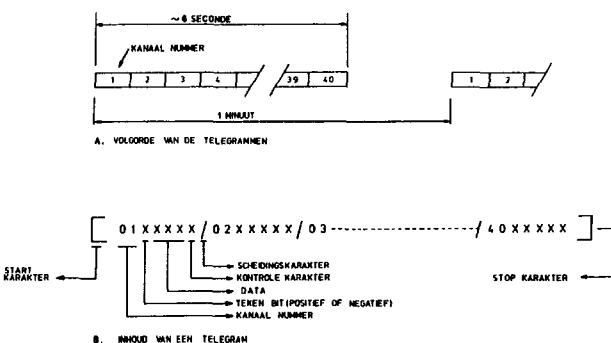 ~ 6 SECONDE
KANAAL NUMMER
1 2 3 4 39 40 1 2
1 MINUUT
A. VOLGORDE VAN DE TELEGRAMMEN
[ 01XXXXX/02XXXXX/03----------------------/40XXXXX ]
START
KARAKTER
SCHEIDINGSKARAKTER
KONTROLE KARAKTER
DATA
TEKEN BIT (POSITIEF OF NEGATIEF)
KANAAL NUMMER
STOP KARAKTER
B. INHOUD VAN EEN TELEGRAM